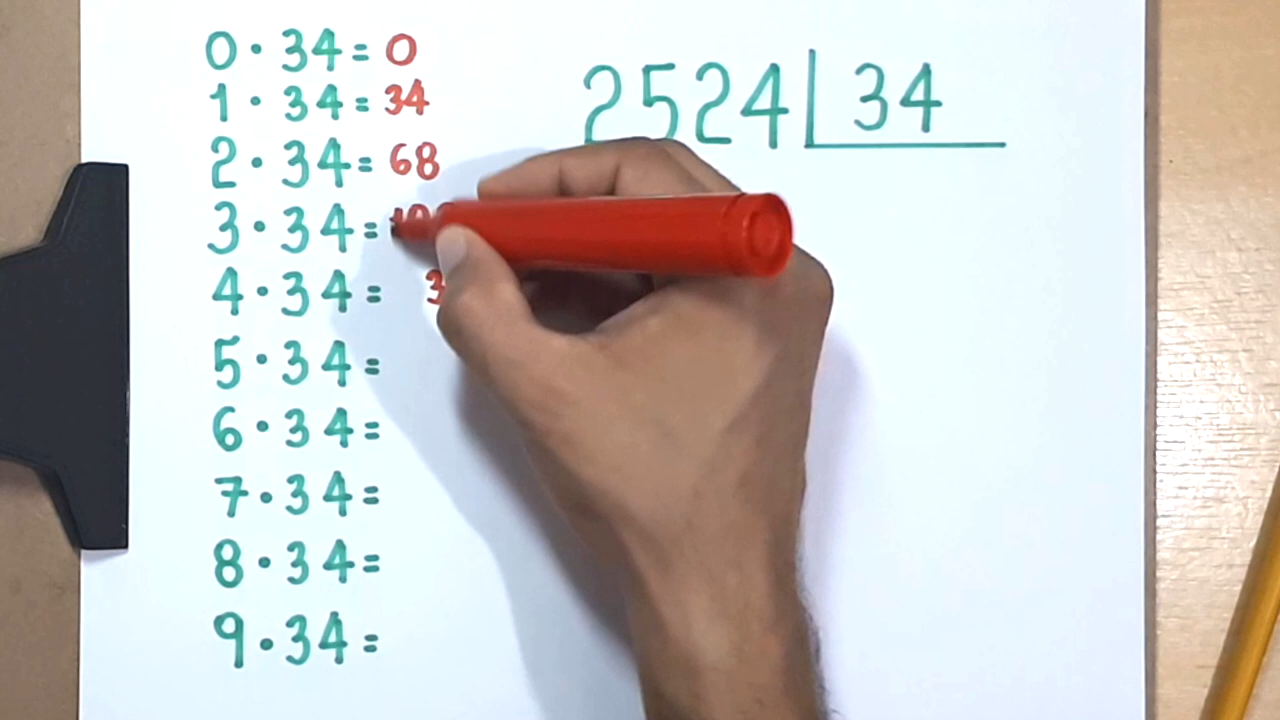 0 · 34 = 0
1 · 34 = 34
2 · 34 = 68
3 · 34 =
4 · 34 = 3
5 · 34 =
6 · 34 =
7 · 34 =
8 · 34 =
9 · 34 =
2524 34